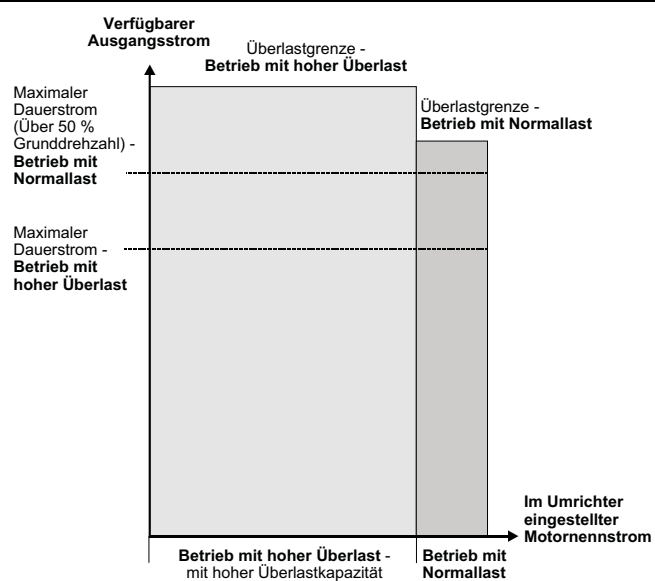 Verfügbarer
Ausgangsstrom
Überlastgrenze -
Betrieb mit hoher Überlast
Maximaler
Dauerstrom
(Über 50 %
Grunddrehzahl) -
Betrieb mit
Normallast
Überlastgrenze -
Betrieb mit Normallast
Maximaler
Dauerstrom -
Betrieb mit
hoher Überlast
Im Umrichter
eingestellter
Motornennstrom
Betrieb mit hoher Überlast -
mit hoher Überlastkapazität
Betrieb mit
Normallast